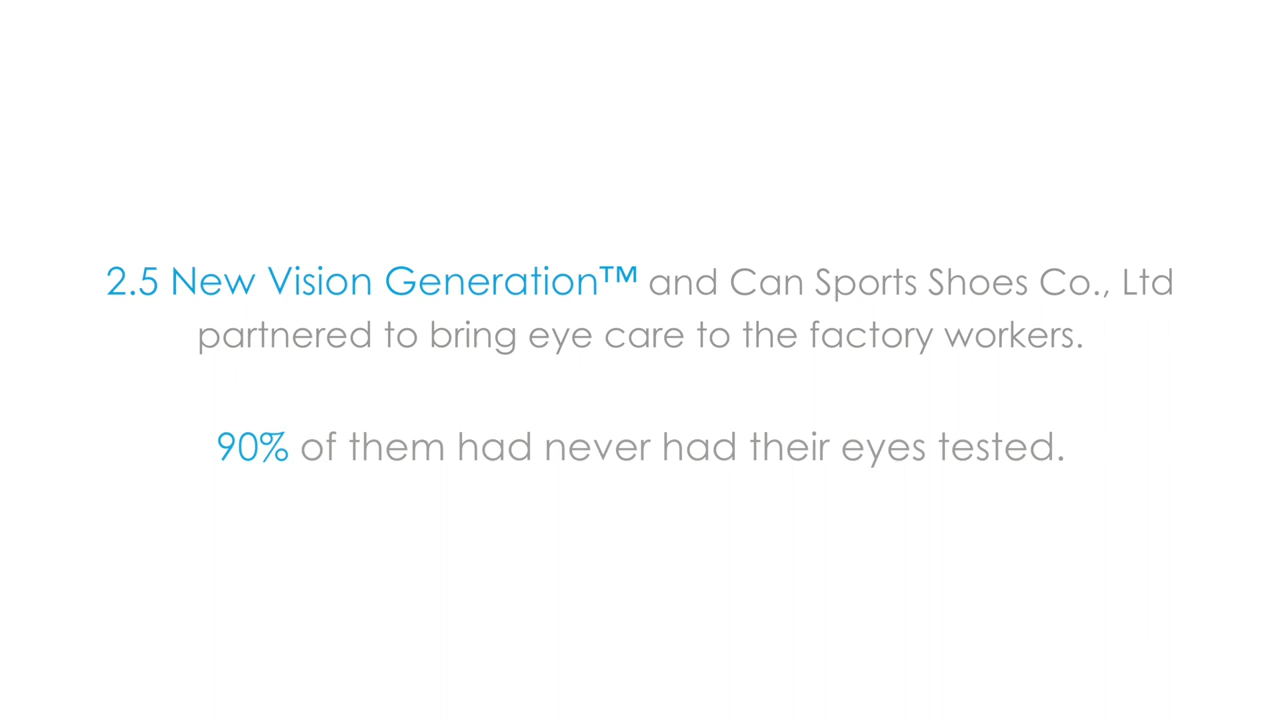 2.5 New Vision Generation™ and Can Sports Shoes Co., Ltd
partnered to bring eye care to the factory workers.
90% of them had never had their eyes tested.